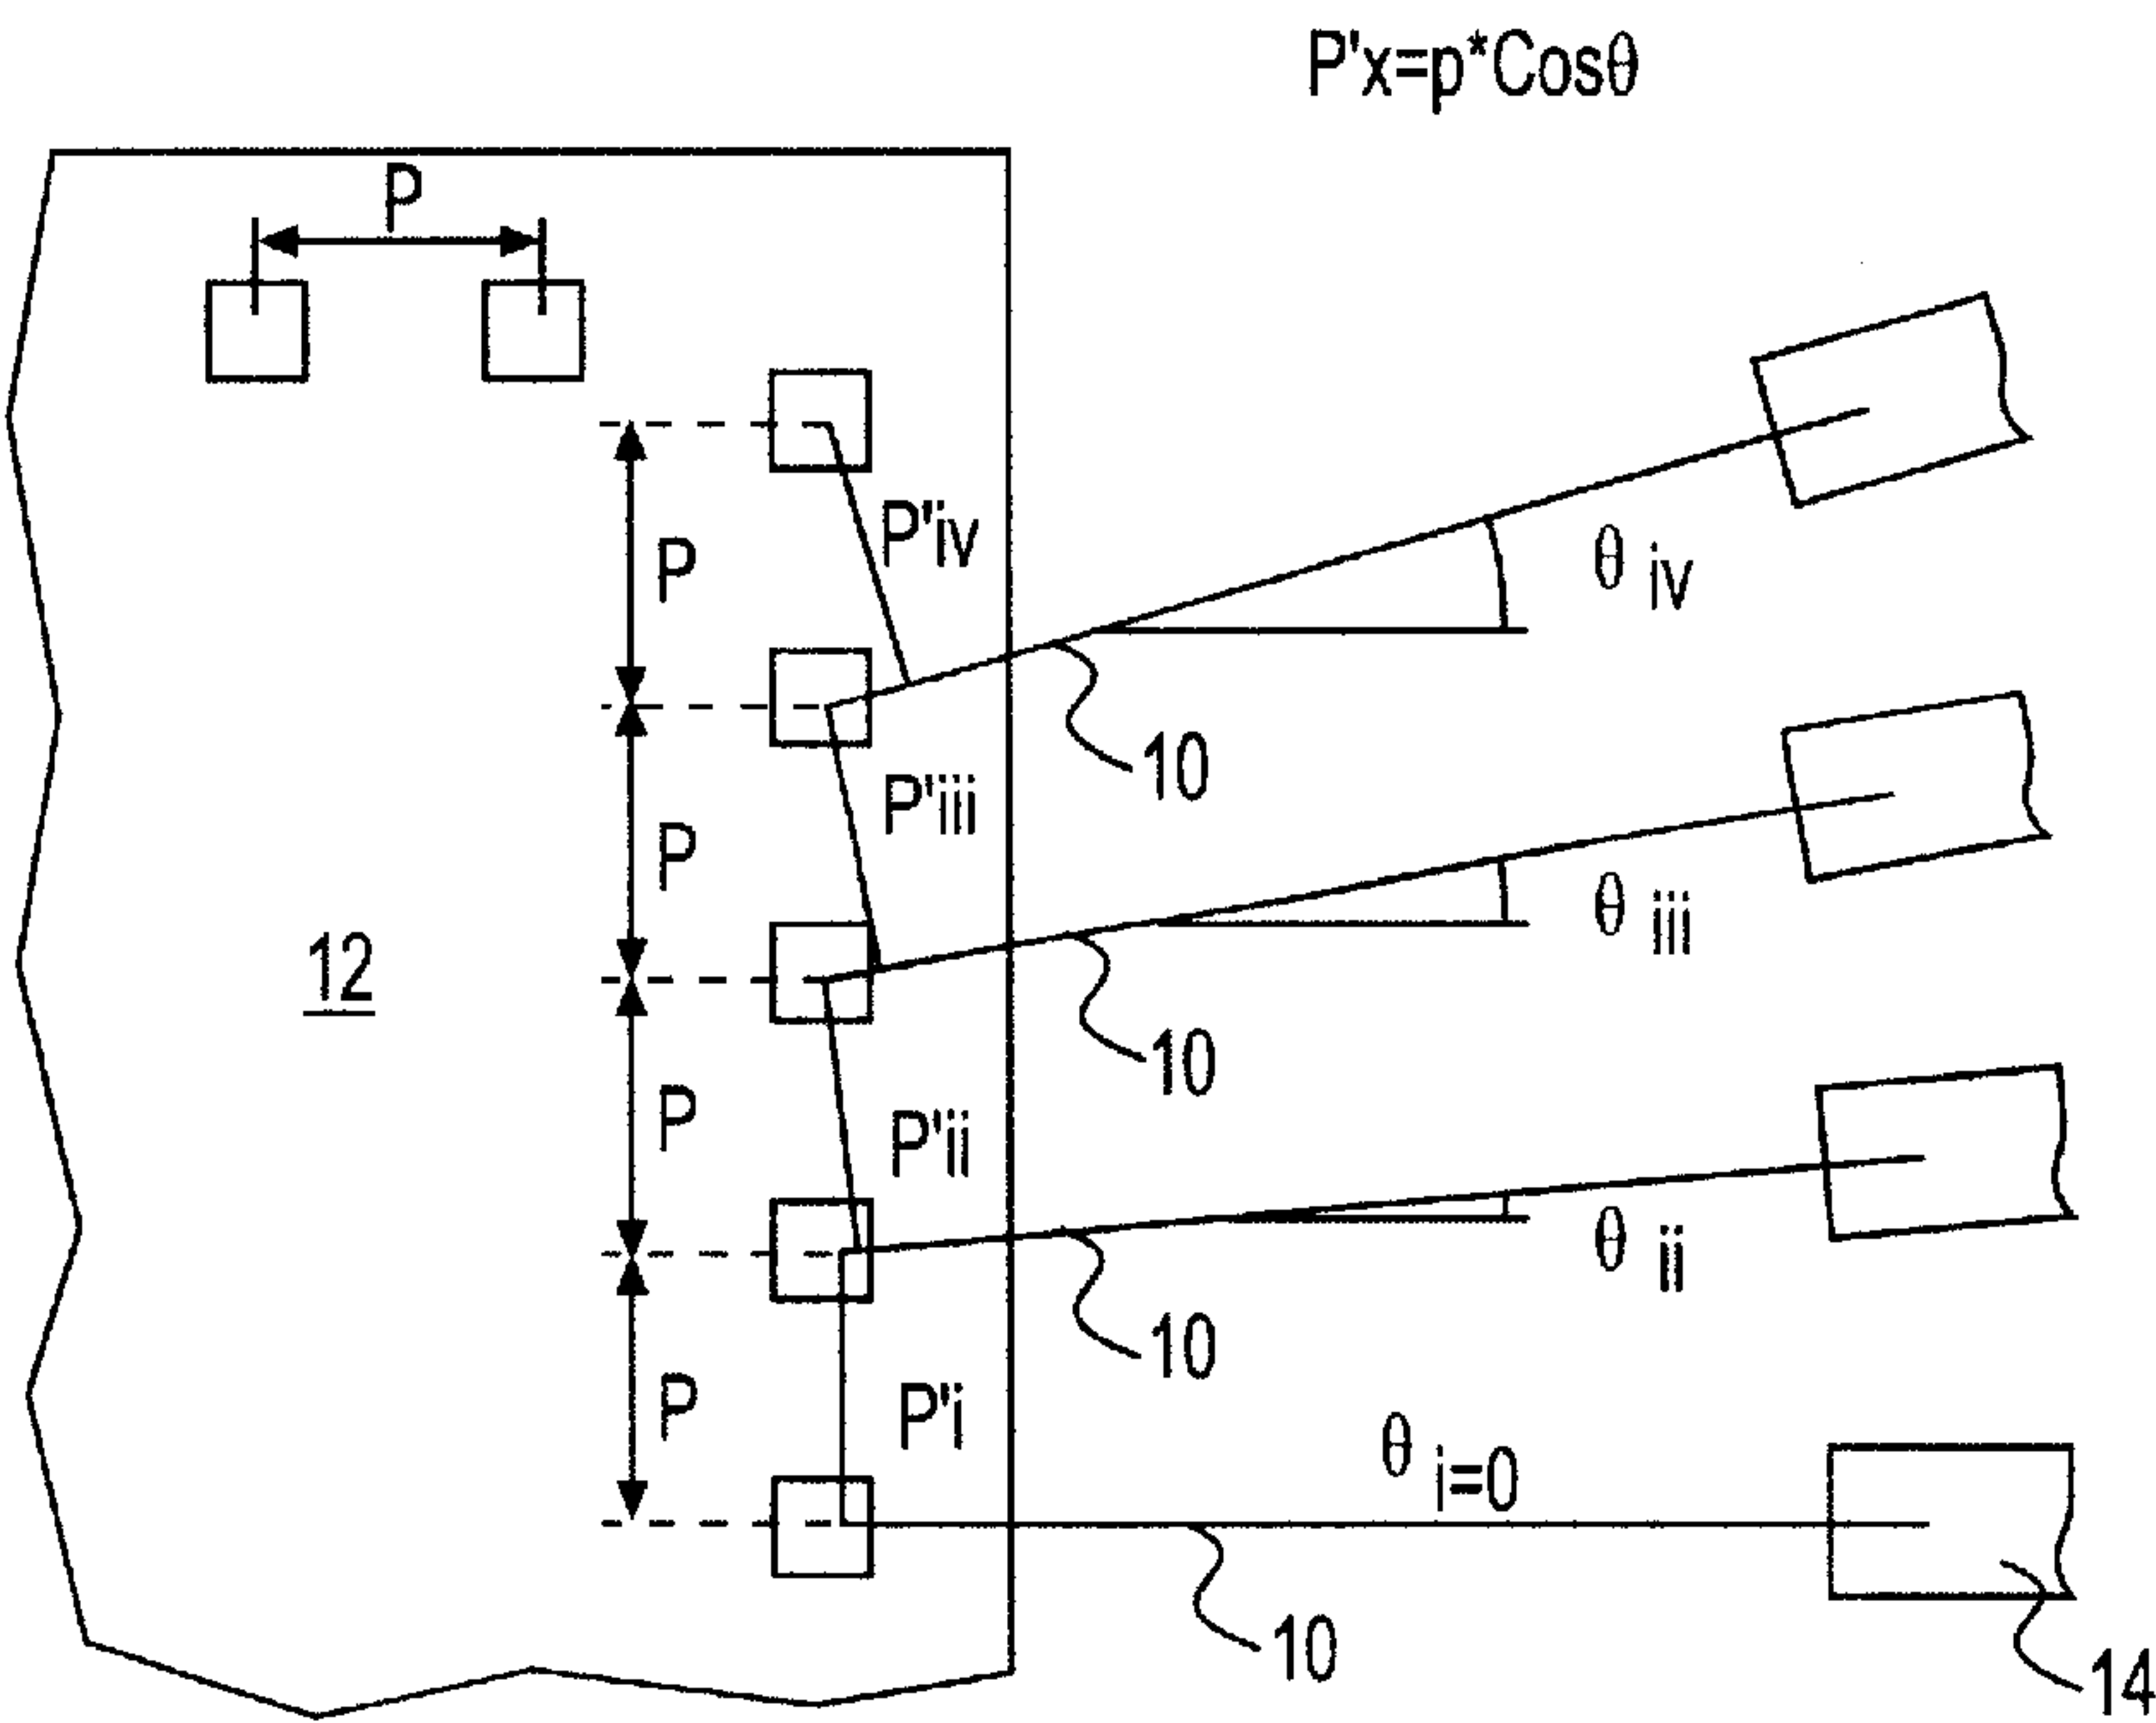 P'x=p*Cosθ
P
P'iv
P
θ iv
10
P'iii
P
θ iii
12
10
P
P'ii
θ ii
10
P
P'i
θ i=0
10
14